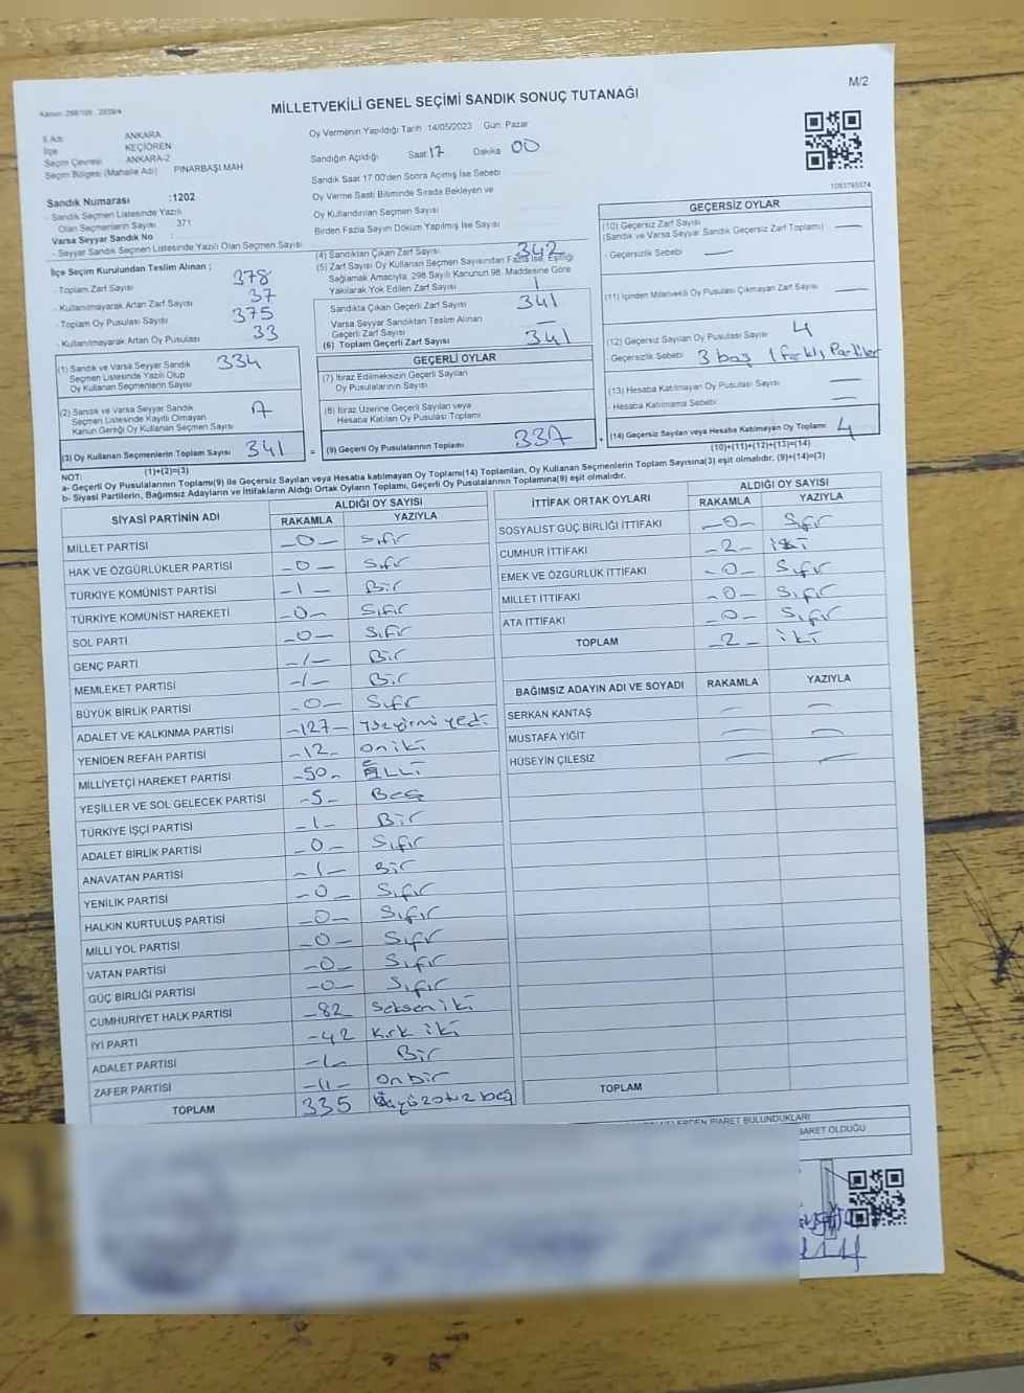 M/2
MİLLETVEKİLİ GENEL SEÇİMİ SANDIK SONUÇ TUTANAĞI
İl Adı ANKARA
İlçe KEÇİÖREN
Seçim Çevresi ANKARA-2
Seçim Bölgesi (Mahalle Adı) PINARBAŞI MAH
Sandık Numarası :1202
- Sandık Seçmen Listesinde Yazılı
Olan Seçmenlerin Sayısı 371
Varsa Seyyar Sandık No :
- Seyyar Sandık Seçmen Listesinde Yazılı Olan Seçmen Sayısı
Oy Vermenin Yapıldığı Tarih 14/05/2023 Gün: Pazar
Sandığın Açıldığı Saat 17 Dakika 00
Sandık Saat 17.00'den Sonra Açılmış İse Sebebi
Oy Verme Saati Bitiminde Sırada Bekleyen ve
Oy Kullandırılan Seçmen Sayısı
Birden Fazla Sayım Döküm Yapılmış İse Sayısı
1093765574
İlçe Seçim Kurulundan Teslim Alınan ;
- Toplam Zarf Sayısı 378
- Kullanılmayarak Artan Zarf Sayısı 37
- Toplam Oy Pusulası Sayısı 375
- Kullanılmayarak Artan Oy Pusulası 33
(1) Sandık ve Varsa Seyyar Sandık 334
Seçmen Listesinde Yazılı Olup
Oy Kullanan Seçmenlerin Sayısı
(2) Sandık ve Varsa Seyyar Sandık 7
Seçmen Listesinde Kayıtlı Olmayan
Kanun Gereği Oy Kullanan Seçmen Sayısı
(3) Oy Kullanan Seçmenlerin Toplam Sayısı 341
(1)+(2)=(3)
(4) Sandıktan Çıkan Zarf Sayısı 342
(5) Zarf Sayısı Oy Kullanan Seçmen Sayısından Fazla İse, Eşitliği
Sağlamak Amacıyla, 298 Sayılı Kanunun 98. Maddesine Göre
Yakılarak Yok Edilen Zarf Sayısı 1
Sandıkta Çıkan Geçerli Zarf Sayısı 341
Varsa Seyyar Sandıktan Teslim Alınan
Geçerli Zarf Sayısı —
(6) Toplam Geçerli Zarf Sayısı 341
GEÇERLİ OYLAR
(7) İtiraz Edilmeksizin Geçerli Sayılan
Oy Pusulalarının Sayısı
(8) İtiraz Üzerine Geçerli Sayılan veya
Hesaba Katılan Oy Pusulası Toplamı
= (9) Geçerli Oy Pusulalarının Toplamı 337
GEÇERSİZ OYLAR
(10) Geçersiz Zarf Sayısı —
(Sandık ve Varsa Seyyar Sandık Geçersiz Zarf Toplamı)
- Geçersizlik Sebebi —
(11) İçinden Milletvekili Oy Pusulası Çıkmayan Zarf Sayısı —
(12) Geçersiz Sayılan Oy Pusulası Sayısı 4
- Geçersizlik Sebebi 3 boş 1 farklı Partiler
(13) Hesaba Katılmayan Oy Pusulası Sayısı —
- Hesaba Katılmama Sebebi —
+ (14) Geçersiz Sayılan veya Hesaba Katılmayan Oy Toplamı 4
(10)+(11)+(12)+(13)=(14)
NOT:
a- Geçerli Oy Pusulalarının Toplamı(9) ile Geçersiz Sayılan veya Hesaba katılmayan Oy Toplamı(14) Toplamları, Oy Kullanan Seçmenlerin Toplam Sayısına(3) eşit olmalıdır. (9)+(14)=(3)
b- Siyasi Partilerin, Bağımsız Adayların ve İttifakların Aldığı Ortak Oyların Toplamı, Geçerli Oy Pusulalarının Toplamına(9) eşit olmalıdır.
SİYASİ PARTİNİN ADI ALDIĞI OY SAYISI
RAKAMLA YAZIYLA
MİLLET PARTİSİ -0- Sıfır
HAK VE ÖZGÜRLÜKLER PARTİSİ -0- Sıfır
TÜRKİYE KOMÜNİST PARTİSİ -1- Bir
TÜRKİYE KOMÜNİST HAREKETİ -0- Sıfır
SOL PARTİ -0- Sıfır
GENÇ PARTİ -1- Bir
MEMLEKET PARTİSİ -1- Bir
BÜYÜK BİRLİK PARTİSİ -0- Sıfır
ADALET VE KALKINMA PARTİSİ -127-
YENİDEN REFAH PARTİSİ -12- on iki
MİLLİYETÇİ HAREKET PARTİSİ -50- ELLİ
YEŞİLLER VE SOL GELECEK PARTİSİ -5- Beş
TÜRKİYE İŞÇİ PARTİSİ -1- Bir
ADALET BİRLİK PARTİSİ -0- Sıfır
ANAVATAN PARTİSİ -1- Bir
YENİLİK PARTİSİ -0- Sıfır
HALKIN KURTULUŞ PARTİSİ -0- Sıfır
MİLLİ YOL PARTİSİ -0- Sıfır
VATAN PARTİSİ -0- Sıfır
GÜÇ BİRLİĞİ PARTİSİ -0- Sıfır
CUMHURİYET HALK PARTİSİ -82 Seksen iki
İYİ PARTİ -42 Kırk iki
ADALET PARTİSİ -1- Bir
ZAFER PARTİSİ -11- on bir
TOPLAM 335 üçyüzotuz beş
İTTİFAK ORTAK OYLARI ALDIĞI OY SAYISI
RAKAMLA YAZIYLA
SOSYALİST GÜÇ BİRLİĞİ İTTİFAKI -0- Sıfır
CUMHUR İTTİFAKI -2- iki
EMEK VE ÖZGÜRLÜK İTTİFAKI -0- Sıfır
MİLLET İTTİFAKI -0- Sıfır
ATA İTTİFAKI -0- Sıfır
TOPLAM -2- iki
BAĞIMSIZ ADAYIN ADI VE SOYADI RAKAMLA YAZIYLA
SERKAN KANTAŞ — —
MUSTAFA YİĞİT — —
HÜSEYİN ÇİLESİZ — —
TOPLAM
İŞARET BULUNDUKLARI
OLDUĞU